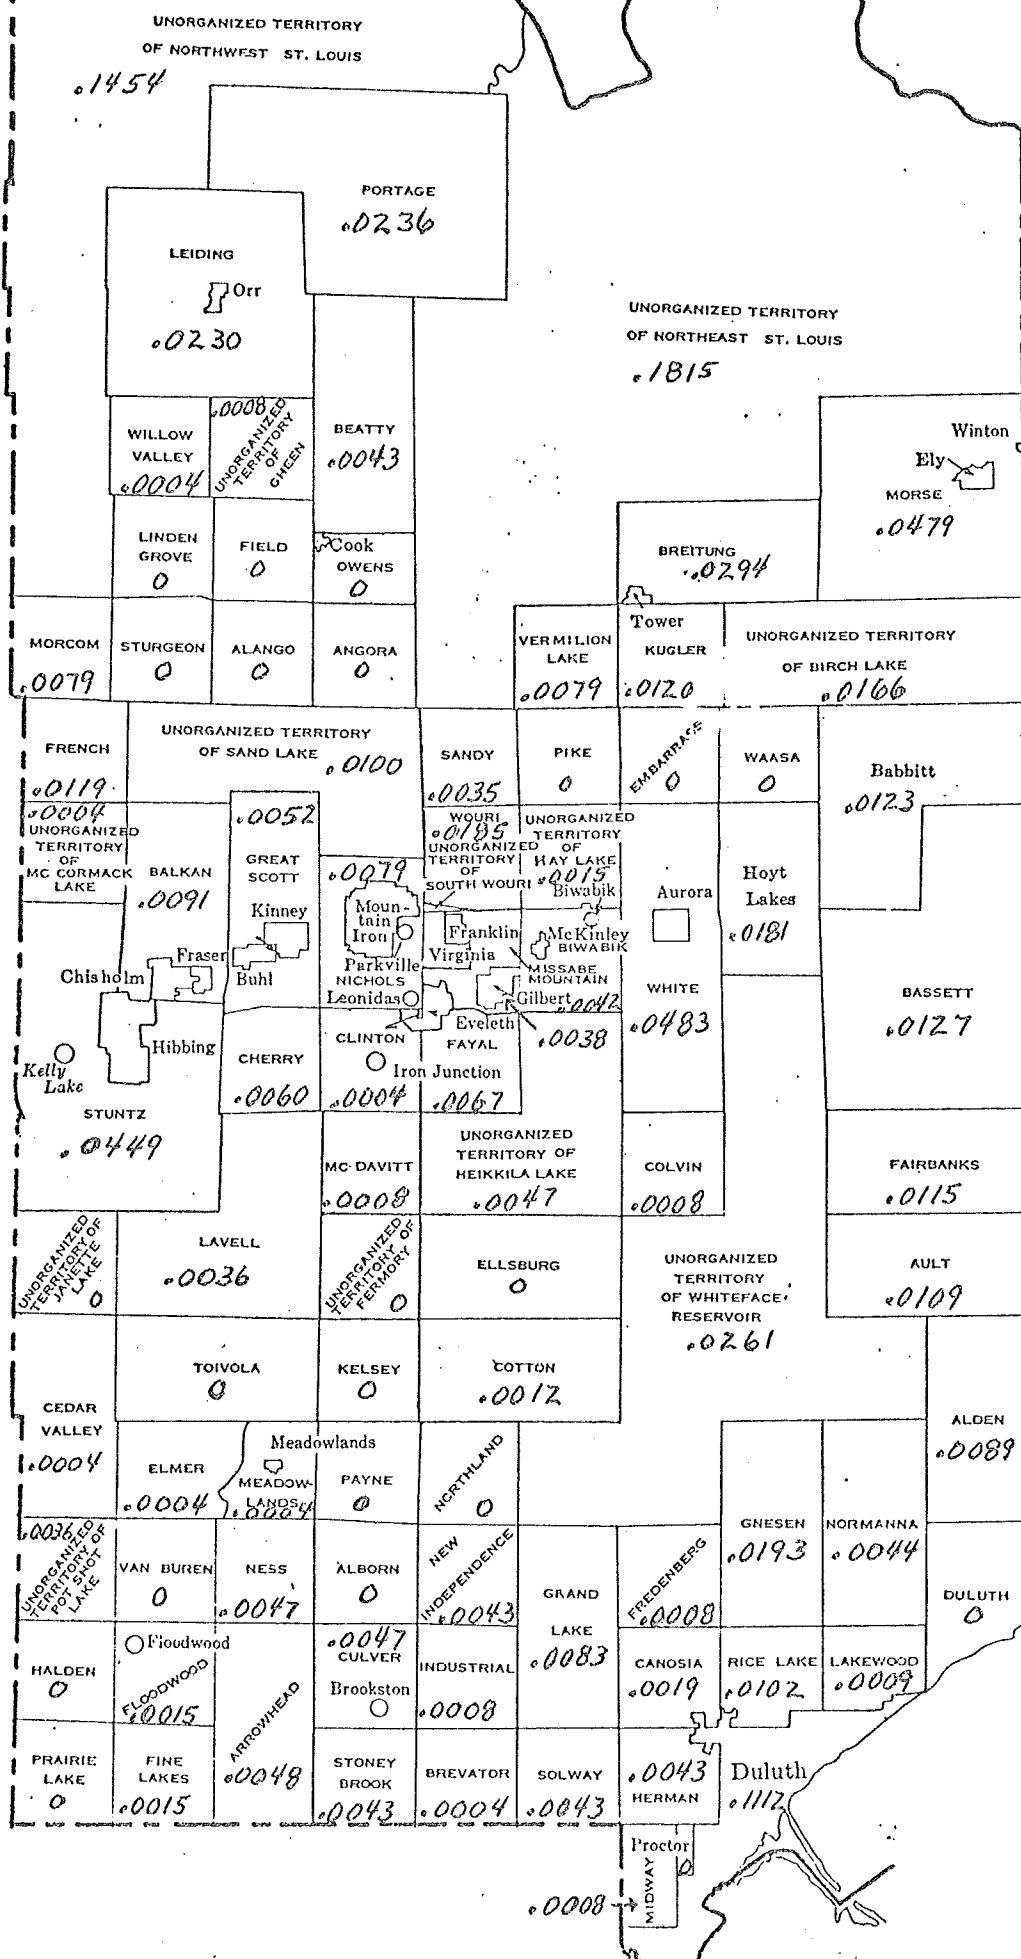 UNORGANIZED TERRITORY
OF NORTHWEST ST. LOUIS
.1454
PORTAGE
.0236
LEIDING
Orr
.0230
UNORGANIZED TERRITORY
OF NORTHEAST ST. LOUIS
.1815
WILLOW
VALLEY
.0004
.0008
UNORGANIZED
TERRITORY
OF
GHEEN
BEATTY
.0043
Winton
Ely
MORSE
.0479
LINDEN
GROVE
0
FIELD
0
Cook
OWENS
0
BREITUNG
.0294
Tower
MORCOM
.0079
STURGEON
0
ALANGO
0
ANGORA
0
VERMILION
LAKE
.0079
KUGLER
.0120
UNORGANIZED TERRITORY
OF BIRCH LAKE
.0166
FRENCH
.0119
UNORGANIZED TERRITORY
OF SAND LAKE .0100
SANDY
.0035
PIKE
0
EMBARRASS
0
WAASA
0
Babbitt
.0123
.0004
UNORGANIZED
TERRITORY
OF
MC CORMACK
LAKE
BALKAN
.0091
.0052
GREAT
SCOTT
Kinney
Buhl
.0079
Moun-
tain
Iron
Parkville
NICHOLS
Leonidas
WOURI
.0185
UNORGANIZED
TERRITORY
OF
SOUTH WOURI
UNORGANIZED
TERRITORY
OF
HAY LAKE
.0015
Biwabik
Franklin
Virginia
McKinley
BIWABIK
MISSABE
MOUNTAIN
Gilbert
.0042
.0038
Aurora
WHITE
.0483
Hoyt
Lakes
.0181
BASSETT
.0127
Chisholm
Fraser
Hibbing
Kelly
Lake
STUNTZ
.0449
CHERRY
.0060
CLINTON
Iron Junction
.0004
Eveleth
FAYAL
.0067
MC DAVITT
.0008
UNORGANIZED
TERRITORY OF
HEIKKILA LAKE
.0047
COLVIN
.0008
FAIRBANKS
.0115
UNORGANIZED
TERRITORY OF
JANETTE
LAKE
0
LAVELL
.0036
UNORGANIZED
TERRITORY OF
FERMORY
0
ELLSBURG
0
UNORGANIZED
TERRITORY
OF WHITEFACE
RESERVOIR
.0261
AULT
.0109
CEDAR
VALLEY
.0004
TOIVOLA
0
KELSEY
0
COTTON
.0012
ALDEN
.0089
ELMER
.0004
Meadowlands
MEADOW-
LANDS
.0004
PAYNE
0
NORTHLAND
0
GNESEN
.0193
NORMANNA
.0044
.0036
UNORGANIZED
TERRITORY OF
POT SHOT
LAKE
VAN BUREN
0
NESS
.0047
ALBORN
0
NEW
INDEPENDENCE
.0043
GRAND
LAKE
.0083
FREDENBERG
.0008
DULUTH
0
HALDEN
0
Floodwood
FLOODWOOD
.0015
ARROWHEAD
.0048
.0047
CULVER
Brookston
INDUSTRIAL
.0008
CANOSIA
.0019
RICE LAKE
.0102
LAKEWOOD
.0009
PRAIRIE
LAKE
0
FINE
LAKES
.0015
STONEY
BROOK
.0043
BREVATOR
.0004
SOLWAY
.0043
.0043
HERMAN
Duluth
.1112
Proctor
0
MIDWAY
.0008